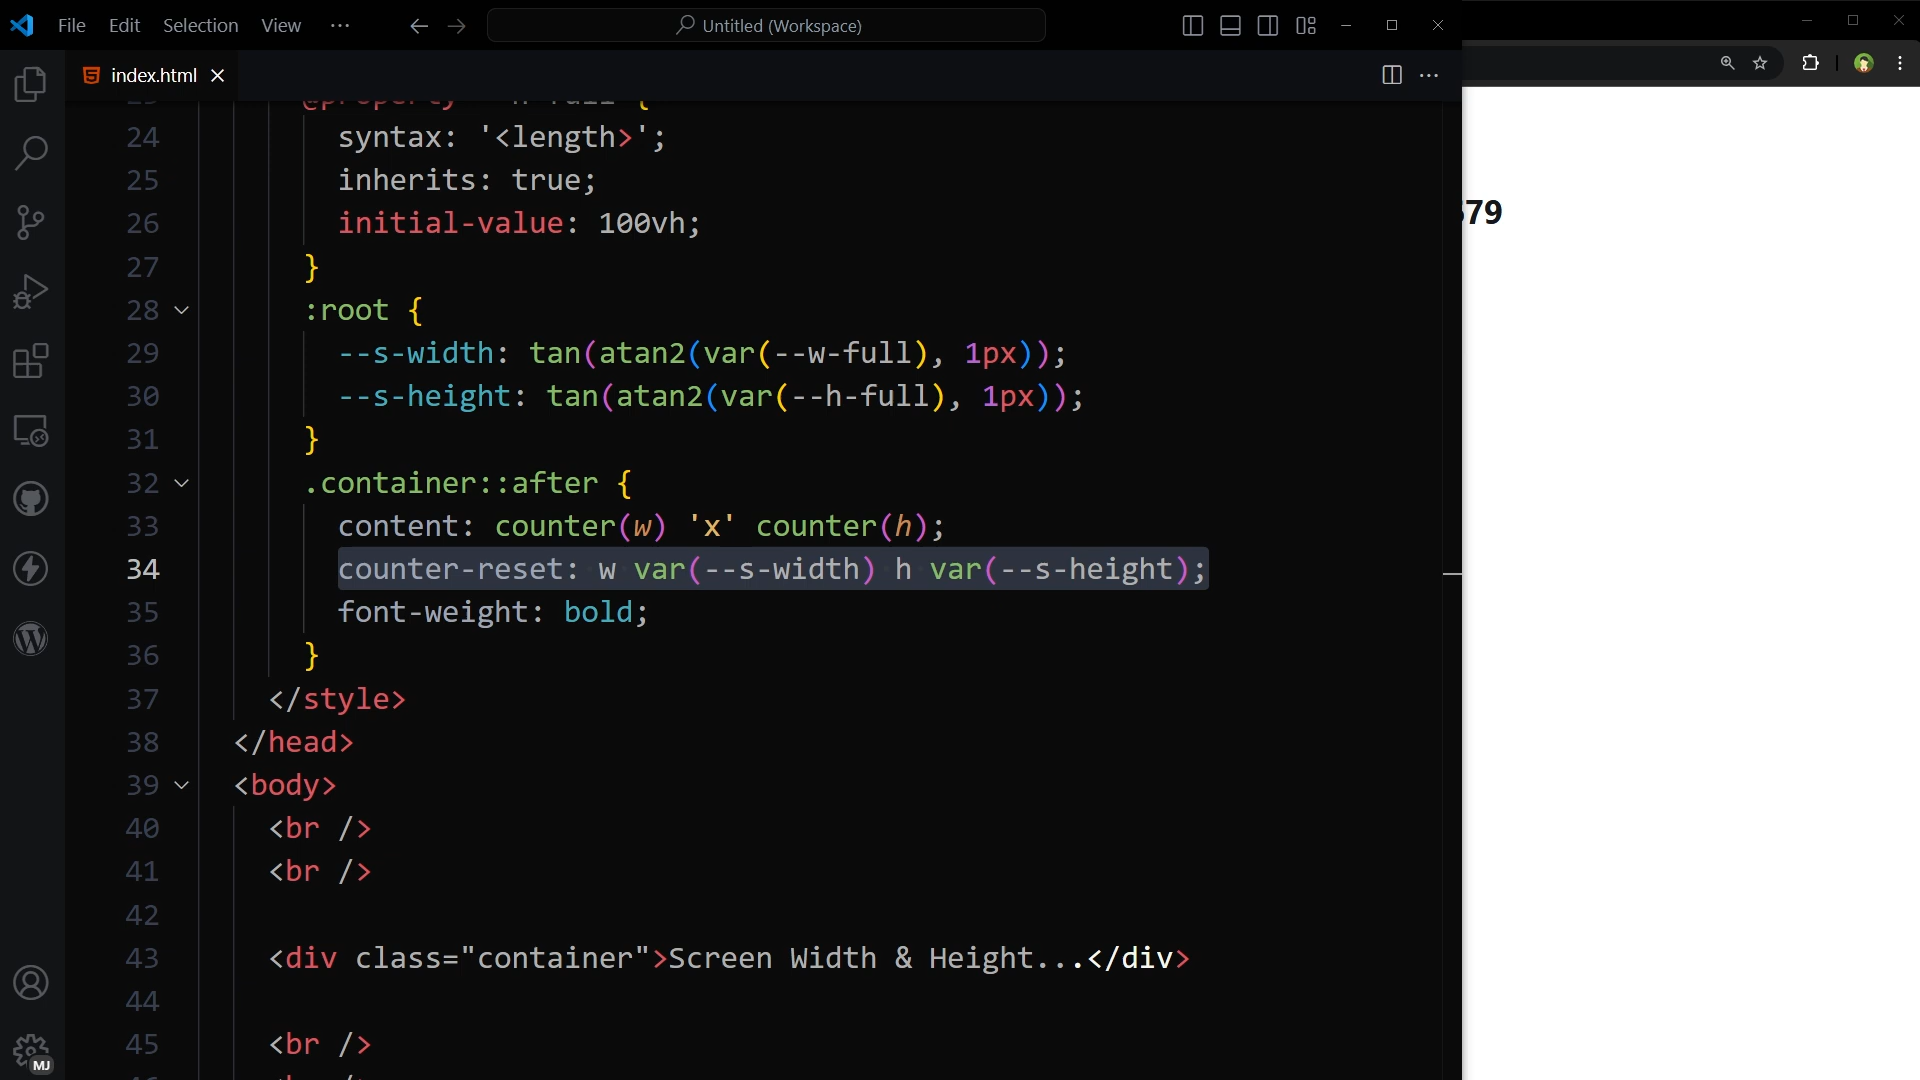 File Edit Selection View ··· Untitled (Workspace)
index.html
24 syntax: '<length>';
25 inherits: true;
26 initial-value: 100vh;
27 }
28 :root {
29 --s-width: tan(atan2(var(--w-full), 1px));
30 --s-height: tan(atan2(var(--h-full), 1px));
31 }
32 .container::after {
33 content: counter(w) 'x' counter(h);
34 counter-reset: w var(--s-width) h var(--s-height);
35 font-weight: bold;
36 }
37 </style>
38 </head>
39 <body>
40 <br />
41 <br />
42
43 <div class="container">Screen Width & Height...</div>
44
45 <br />
MJ
79